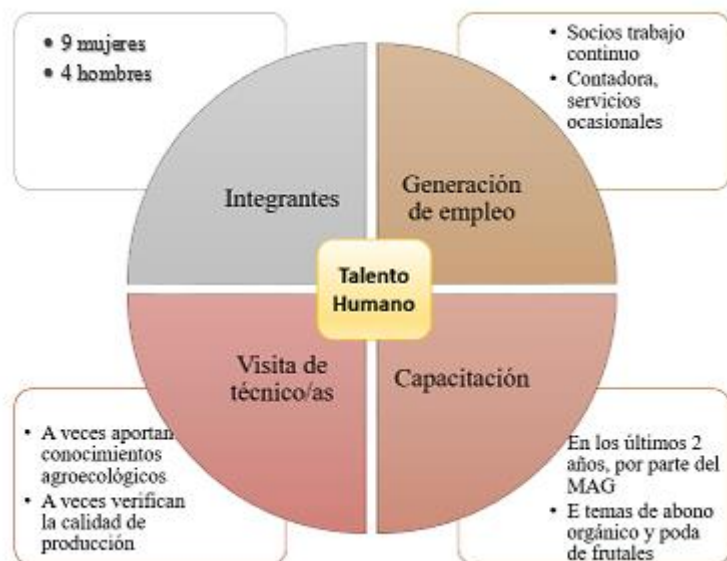 • 9 mujeres
• 4 hombres
• Socios trabajo
continuo
• Contadora,
servicios
ocasionales
Integrantes
Generación
de empleo
Talento
Humano
Visita de
técnico/as
Capacitación
• A veces aportan
conocimientos
agroecológicos
• A veces verifican
la calidad de
producción
En los últimos 2
años, por parte del
MAG
• E temas de abono
orgánico y poda
de frutales